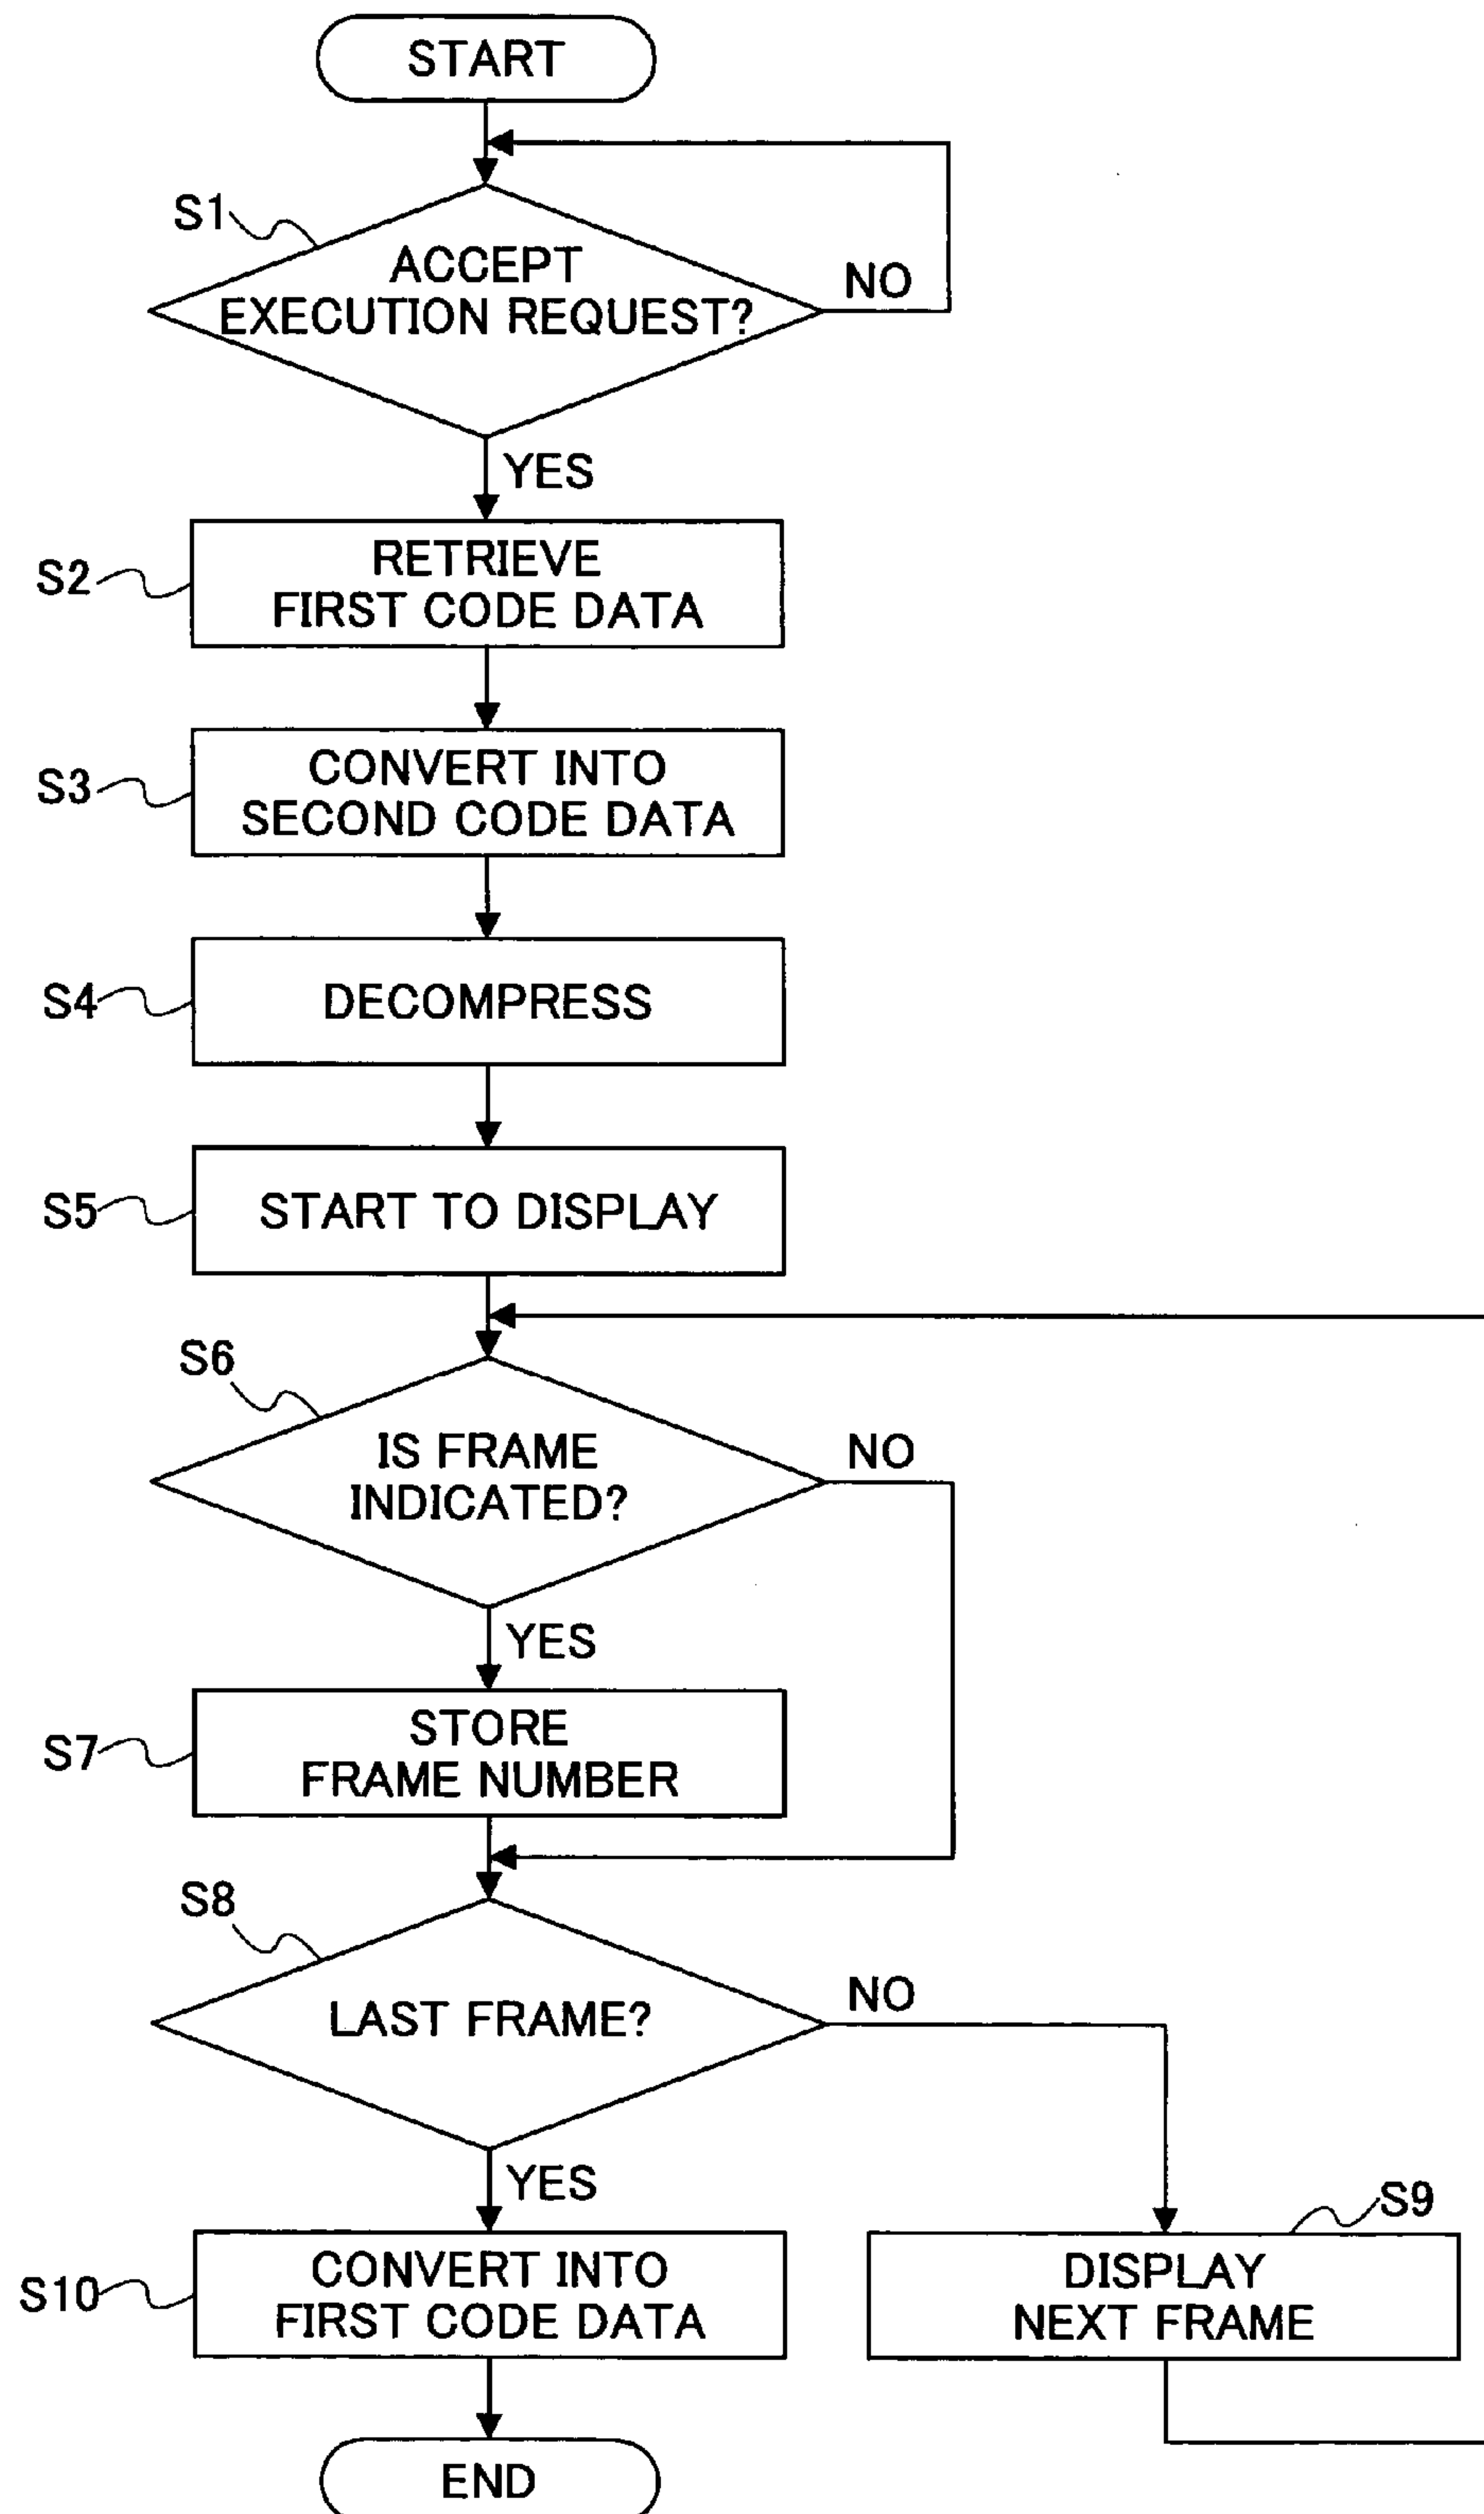 START
S1
ACCEPT
EXECUTION REQUEST?
NO
YES
S2
RETRIEVE
FIRST CODE DATA
S3
CONVERT INTO
SECOND CODE DATA
S4
DECOMPRESS
S5
START TO DISPLAY
S6
IS FRAME
INDICATED?
NO
YES
S7
STORE
FRAME NUMBER
S8
LAST FRAME?
NO
YES
S9
S10
CONVERT INTO
FIRST CODE DATA
DISPLAY
NEXT FRAME
END